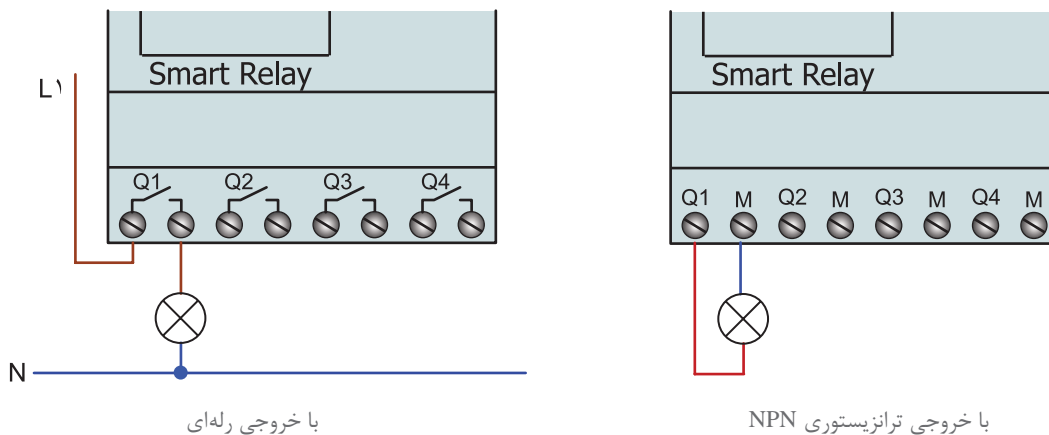 Smart Relay
L۱
Q1 Q2 Q3 Q4
N
با خروجی رله‌ای
Smart Relay
Q1 M Q2 M Q3 M Q4 M
با خروجی ترانزیستوری NPN